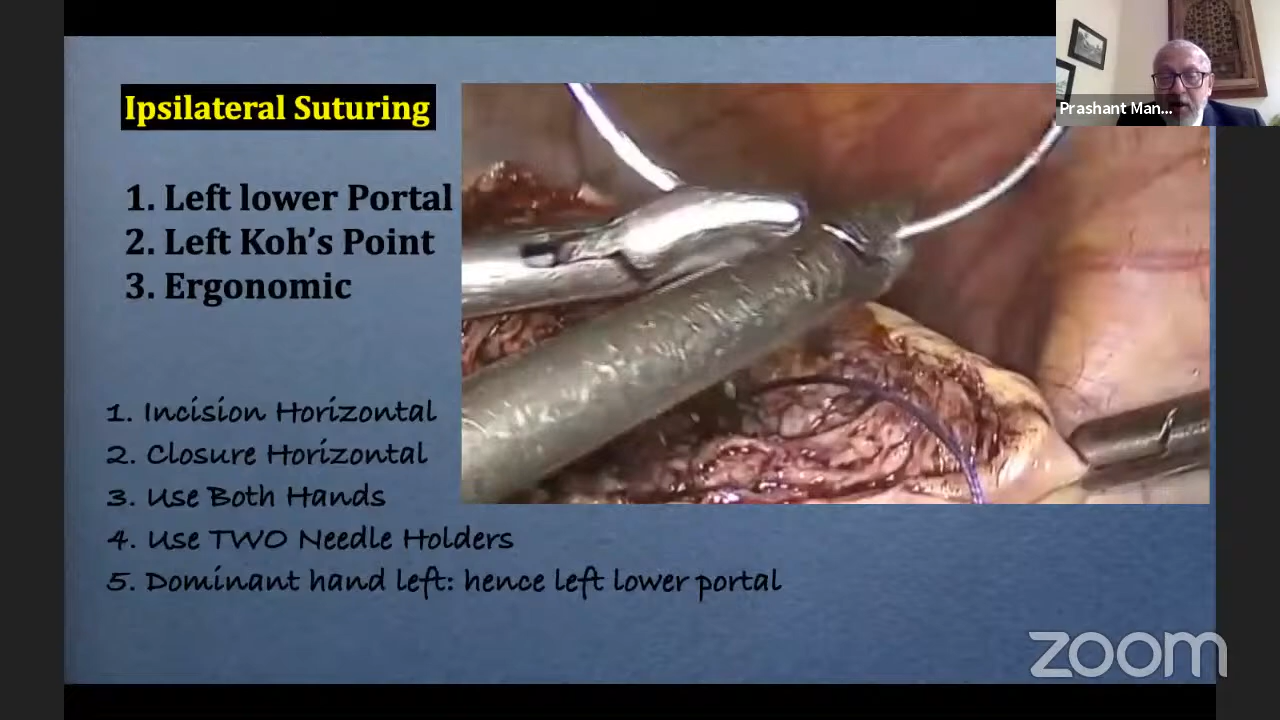 Ipsilateral Suturing
1. Left lower Portal
2. Left Koh's Point
3. Ergonomic
1. Incision Horizontal
2. Closure Horizontal
3. Use Both Hands
4. Use TWO Needle Holders
5. Dominant hand left: hence left lower portal
Prashant Man...
zoom